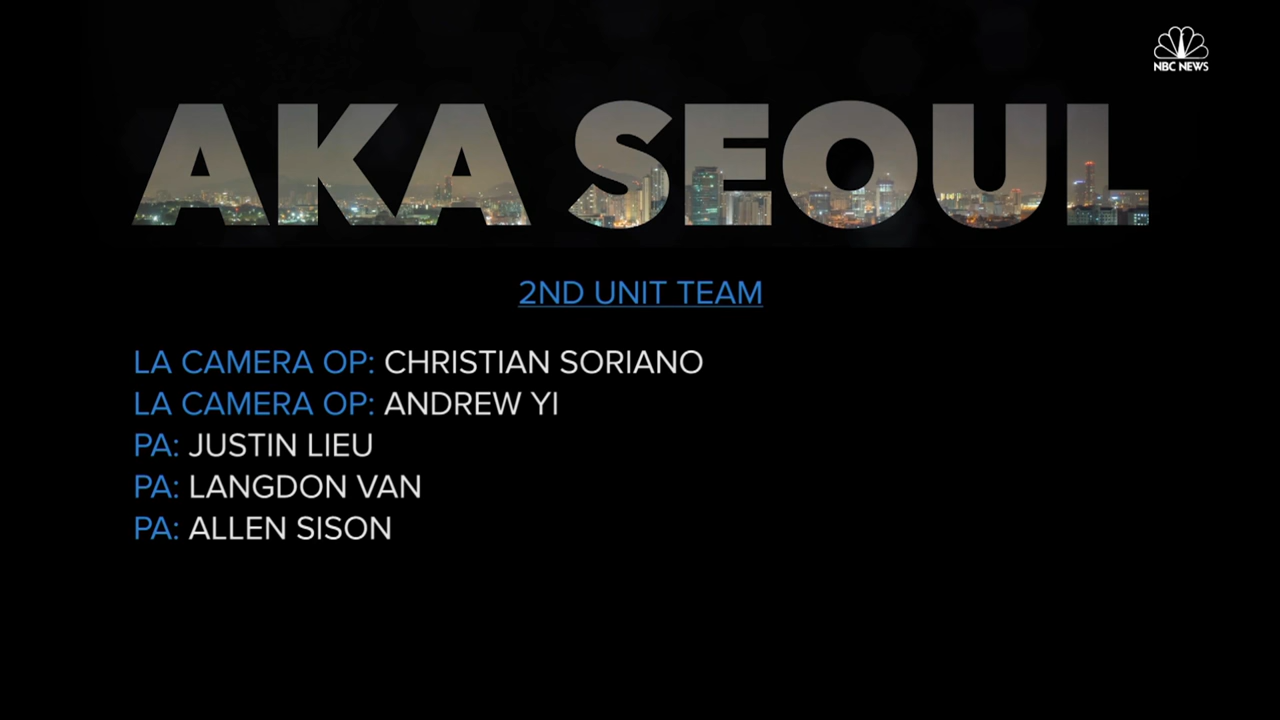 NBC NEWS
AKA SEOUL
2ND UNIT TEAM
LA CAMERA OP: CHRISTIAN SORIANO
LA CAMERA OP: ANDREW YI
PA: JUSTIN LIEU
PA: LANGDON VAN
PA: ALLEN SISON